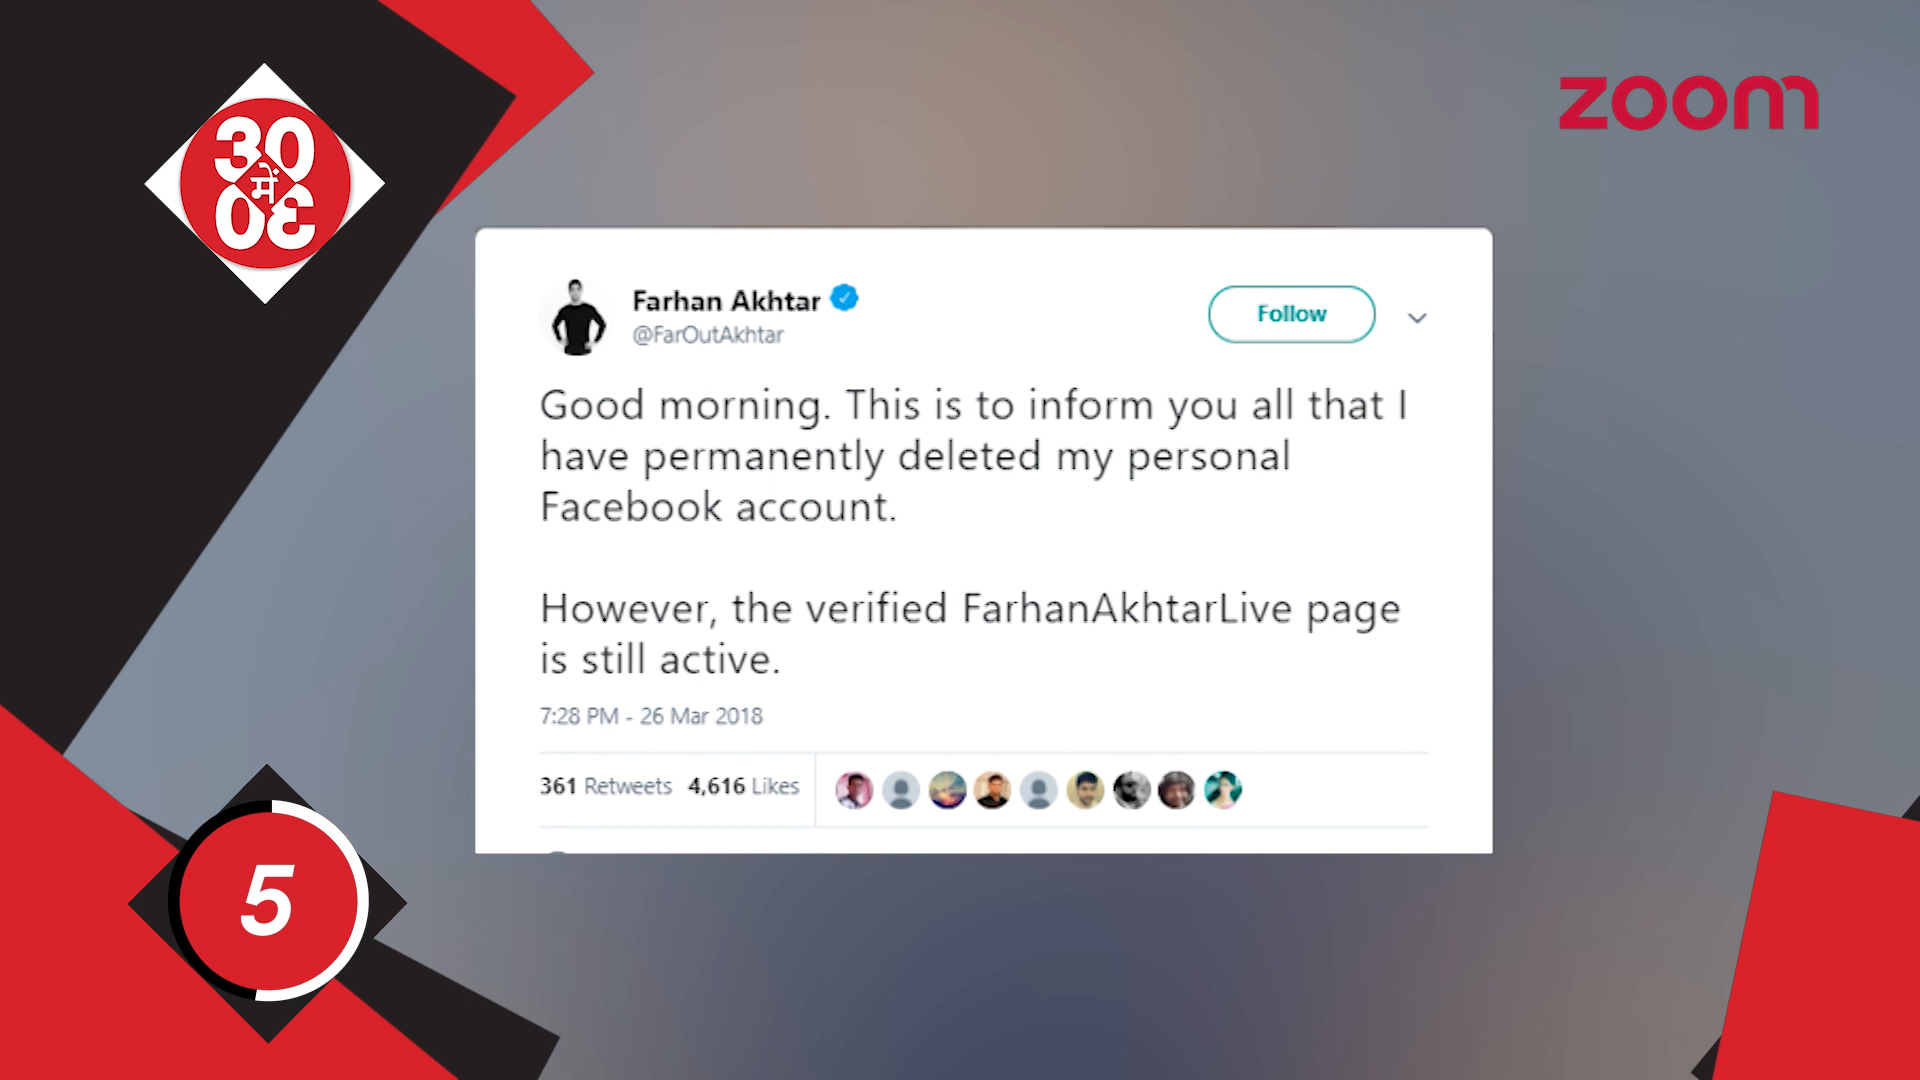 30
में
30
zoom
Farhan Akhtar
@FarOutAkhtar
Follow
Good morning. This is to inform you all that I
have permanently deleted my personal
Facebook account.
However, the verified FarhanAkhtarLive page
is still active.
7:28 PM - 26 Mar 2018
361 Retweets 4,616 Likes
5